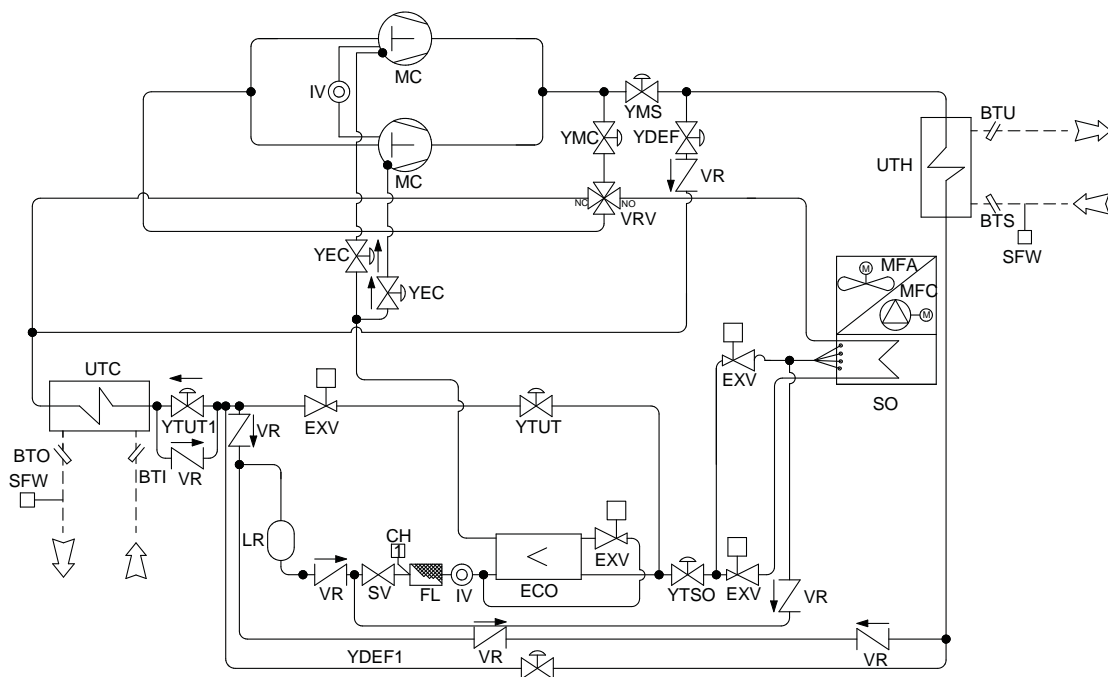 MC
IV
YMS
BTU
MC
YMC
YDEF
VR
UTH
NC
NO
VRV
BTS
SFW
YEC
YEC
M
MFA
MFC
M
UTC
EXV
SO
YTUT1
EXV
YTUT
VR
BTO
BTI
VR
SFW
LR
CH
EXV
VR
SV
FL
IV
ECO
YTSO
EXV
VR
VR
VR
YDEF1